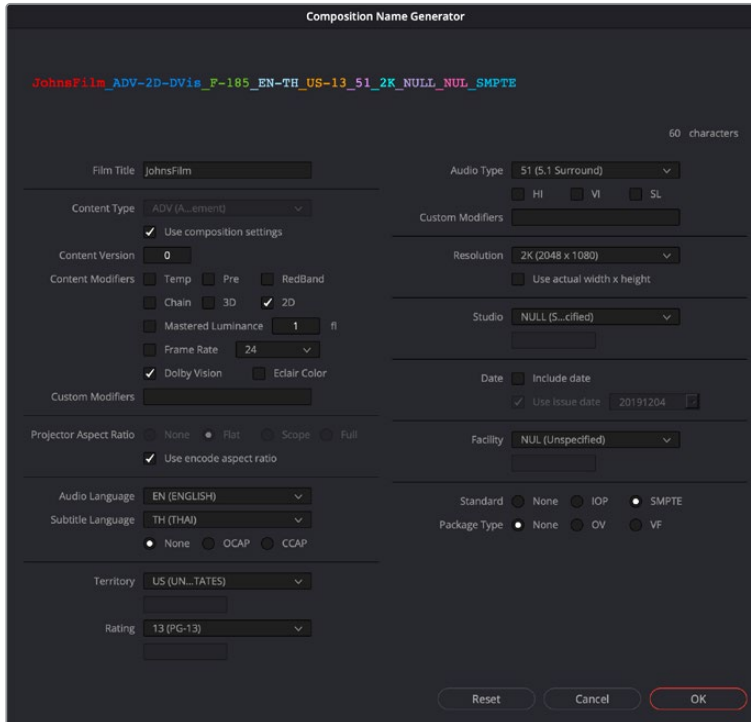 Composition Name Generator
JohnsFilm_ADV-2D-DVis_F-185_EN-TH_US-13_51_2K_NULL_NUL_SMPTE
60 characters
Film Title JohnsFilm
Content Type ADV (A...ement)
Use composition settings
Content Version 0
Content Modifiers Temp Pre RedBand
Chain 3D 2D
Mastered Luminance 1 fl
Frame Rate 24
Dolby Vision Eclair Color
Custom Modifiers
Projector Aspect Ratio None Flat Scope Full
Use encode aspect ratio
Audio Language EN (ENGLISH)
Subtitle Language TH (THAI)
None OCAP CCAP
Territory US (UN...TATES)
Rating 13 (PG-13)
Audio Type 51 (5.1 Surround)
HI VI SL
Custom Modifiers
Resolution 2K (2048 x 1080)
Use actual width x height
Studio NULL (S...cified)
Date Include date
Use Issue date 20191204
Facility NUL (Unspecified)
Standard None IOP SMPTE
Package Type None OV VF
Reset Cancel OK